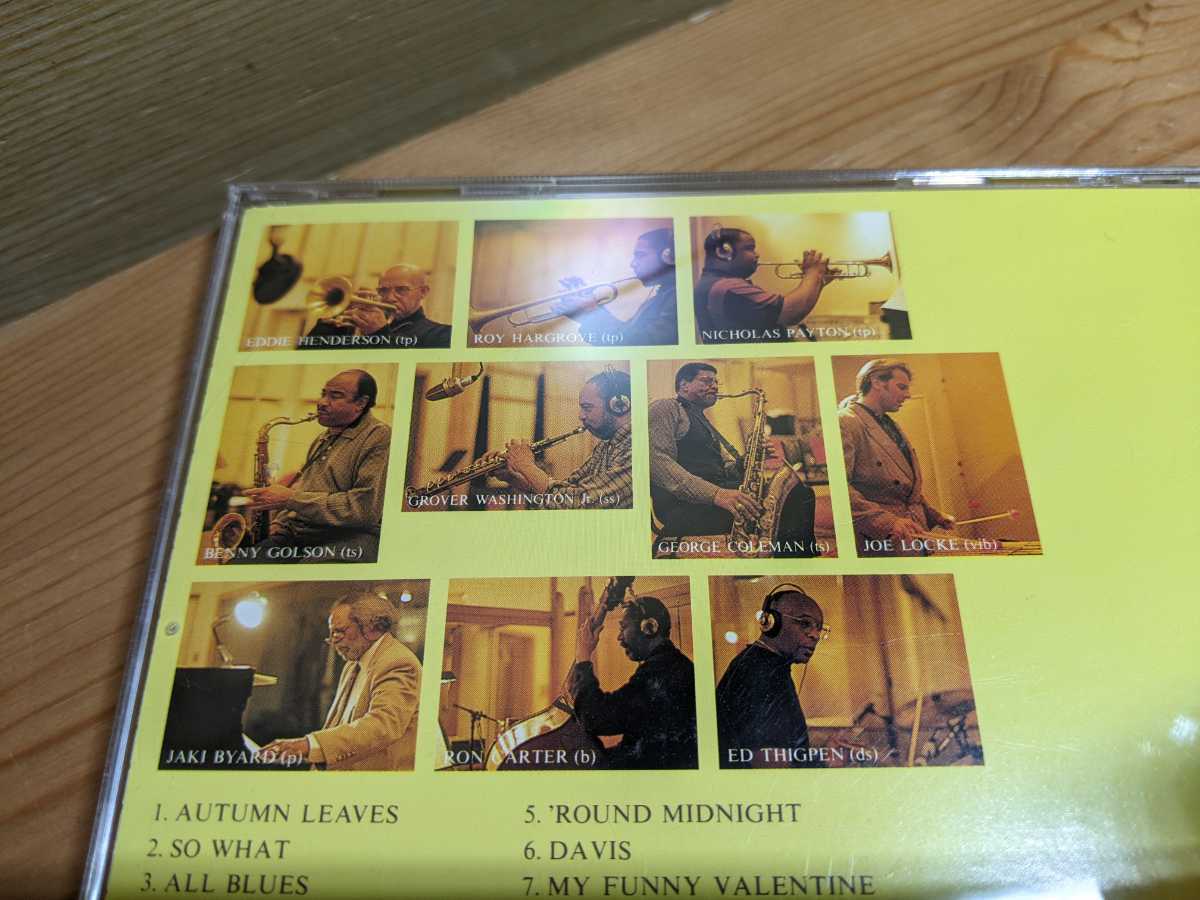 EDDIE HENDERSON (tp)
ROY HARGROVE (tp)
NICHOLAS PAYTON (tp)
BENNY GOLSON (ts)
GROVER WASHINGTON Jr. (ss)
GEORGE COLEMAN (ts)
JOE LOCKE (vib)
JAKI BYARD (p)
RON CARTER (b)
ED THIGPEN (ds)
1. AUTUMN LEAVES
2. SO WHAT
3. ALL BLUES
5. ’ROUND MIDNIGHT
6. DAVIS
7. MY FUNNY VALENTINE